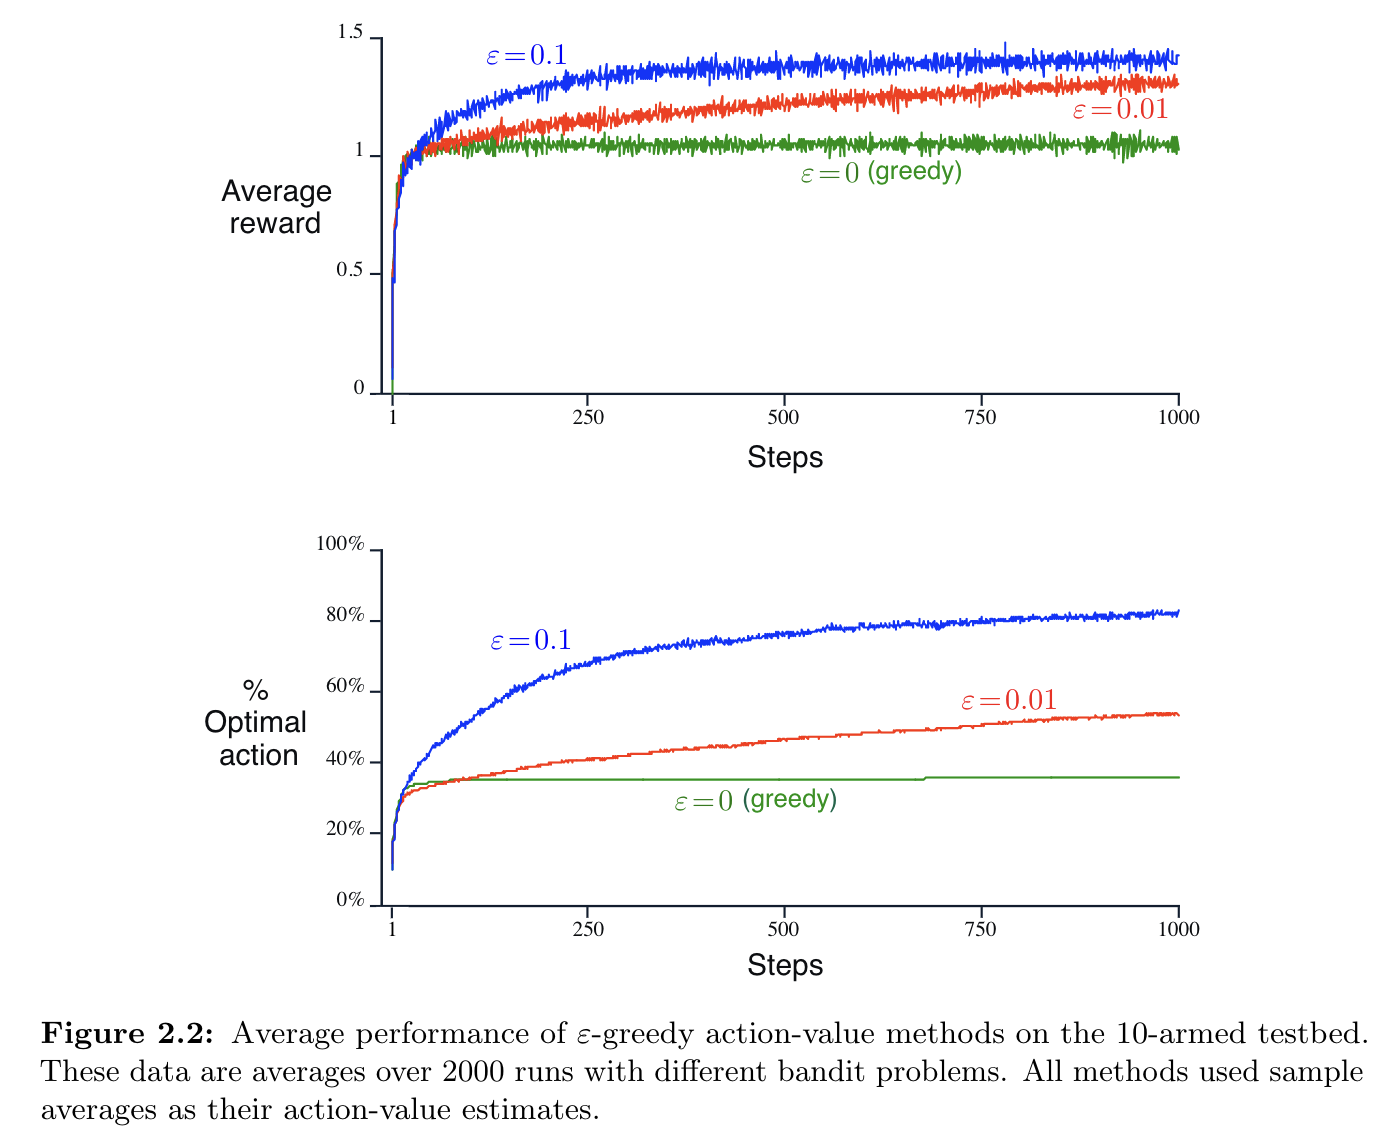 1.5
ε=0.1
ε=0.01
1
ε=0 (greedy)
Average
reward
0.5
0
1
250
500
750
1000
Steps
100%
80%
ε=0.1
60%
ε=0.01
%
Optimal
action
40%
ε=0 (greedy)
20%
0%
1
250
500
750
1000
Steps
Figure 2.2: Average performance of ε-greedy action-value methods on the 10-armed testbed.
These data are averages over 2000 runs with different bandit problems. All methods used sample
averages as their action-value estimates.